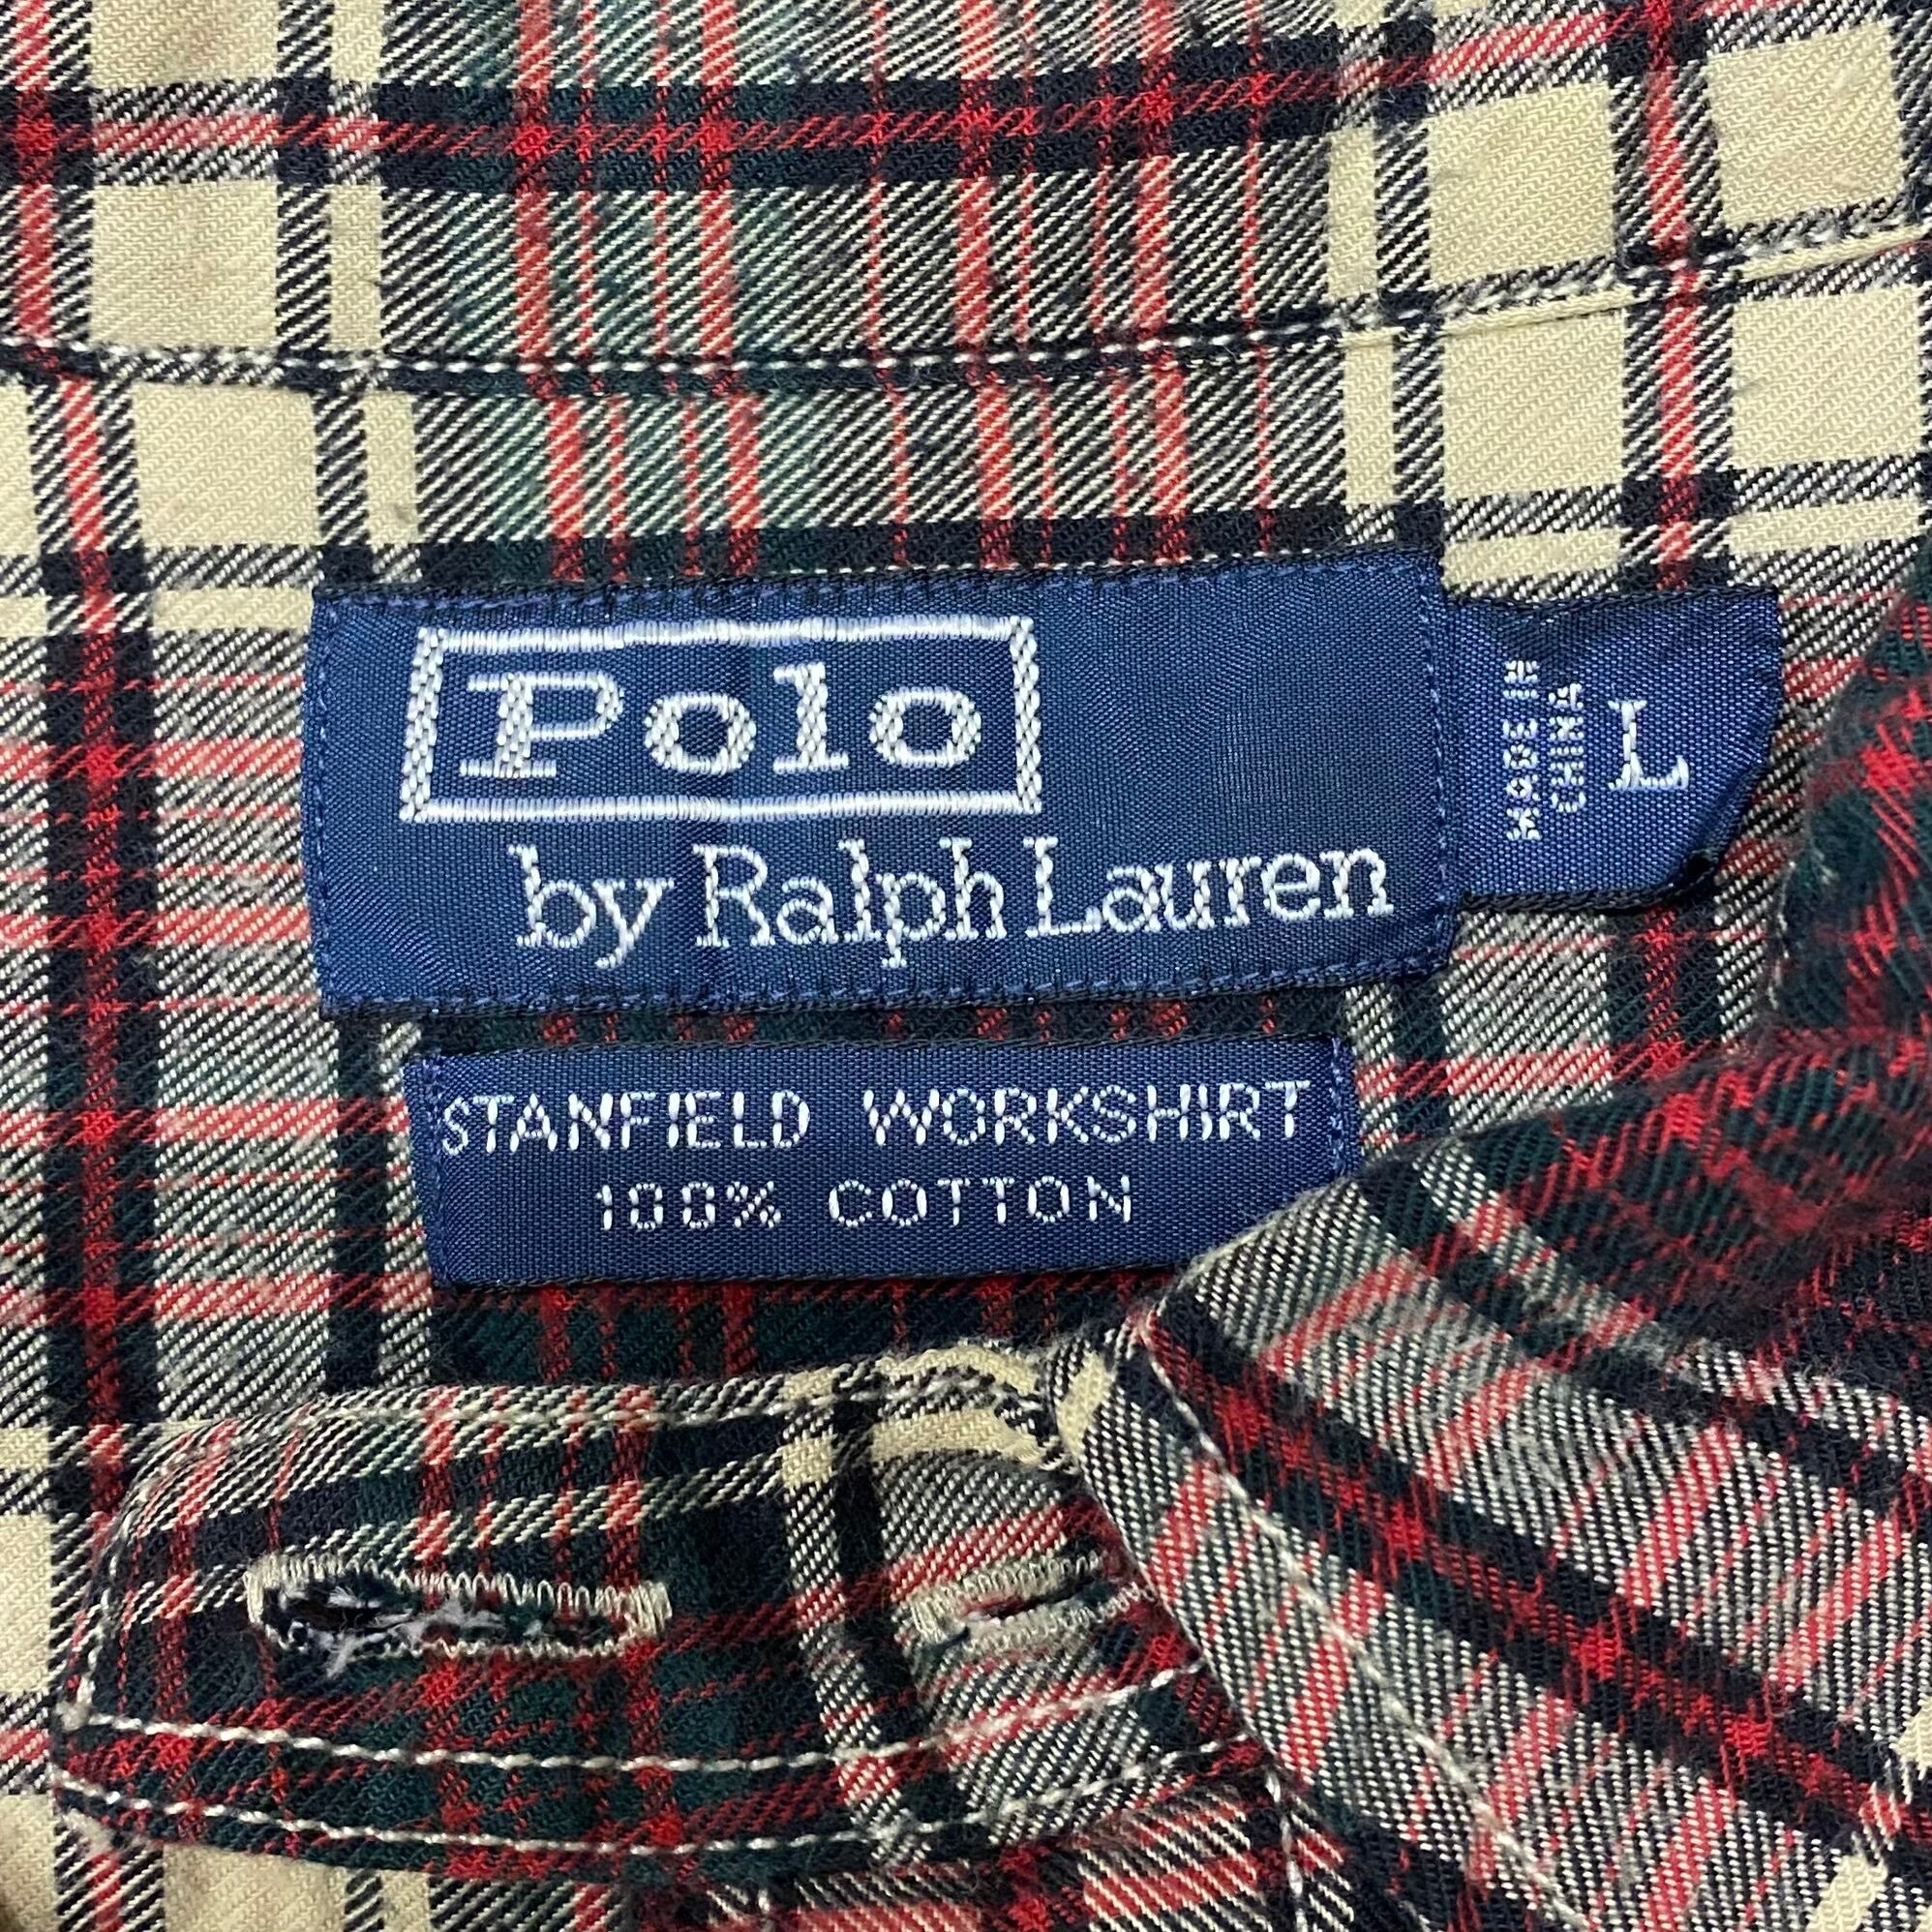 Polo
by Ralph Lauren
MADE IN
CHINA
L
STANFIELD WORKSHIRT
100% COTTON